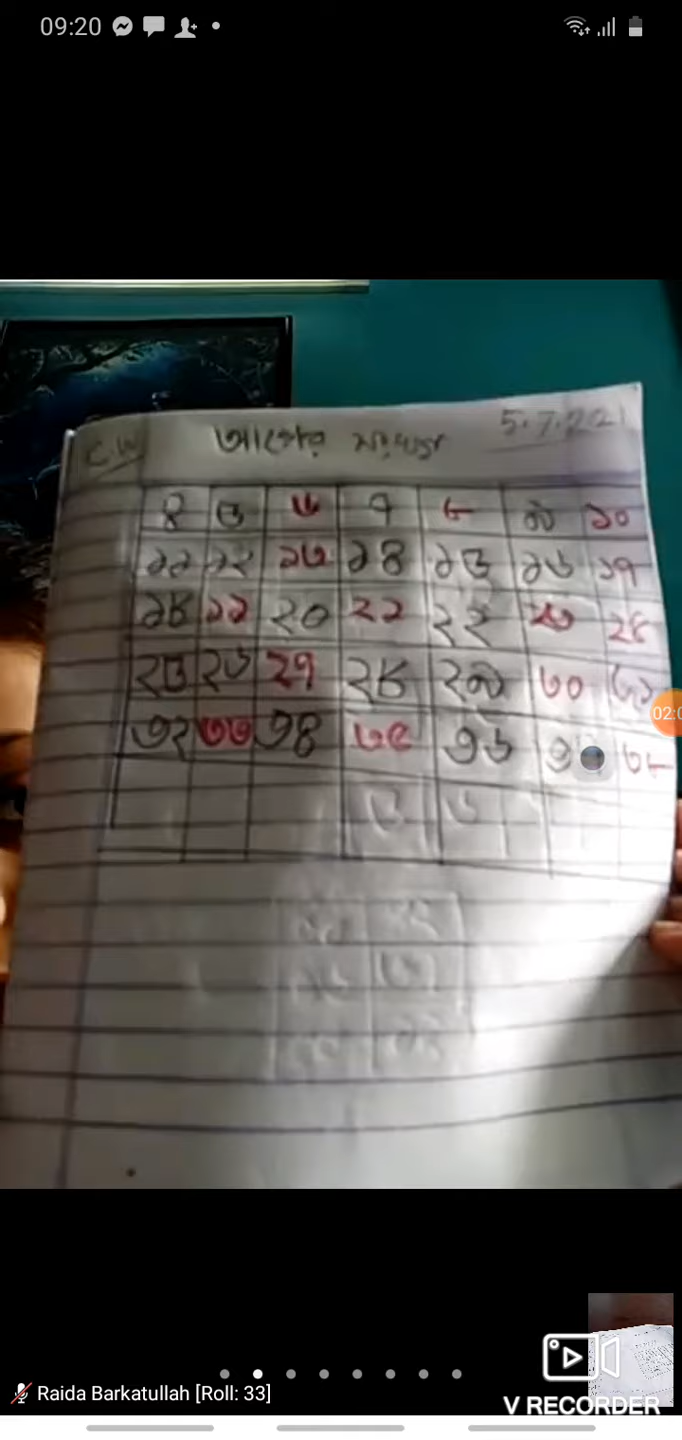 09:20
C.W
আগের সংখ্যা
5.7.2021
৪ ৫ ৬ ৭ ৮ ৯ ১০
১১ ১২ ১৩ ১৪ ১৫ ১৬ ১৭
১৮ ১৯ ২০ ২১ ২২ ২৩ ২৪
২৫ ২৬ ২৭ ২৮ ২৯ ৩০ ৩১
৩২ ৩৩ ৩৪ ৩৫ ৩৬ ৩৮
Raida Barkatullah [Roll: 33]
V RECORDER